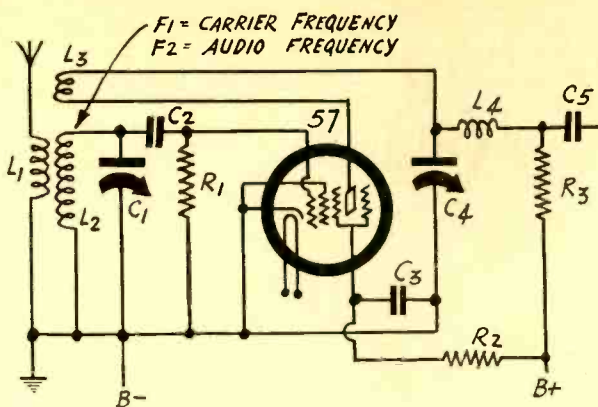 F1 = CARRIER FREQUENCY
F2 = AUDIO FREQUENCY
L3
C2
57
L4
C5
L1
L2
C1
R1
C4
R3
C3
R2
B-
B+